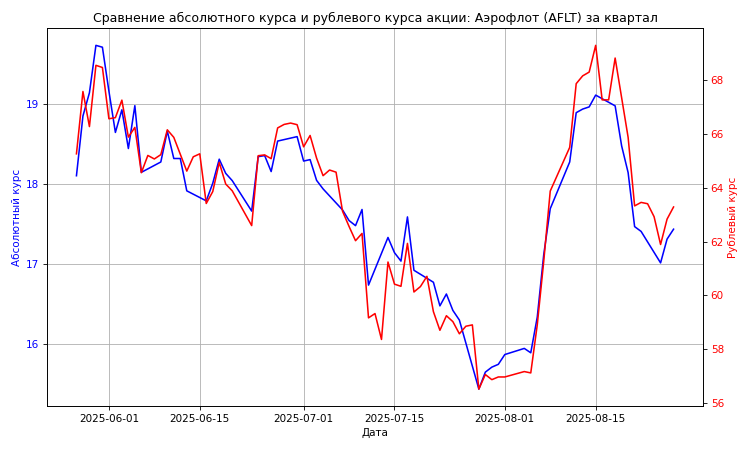 Сравнение абсолютного курса и рублевого курса акции: Аэрофлот (AFLT) за квартал
Абсолютный курс
19
18
17
16
68
66
64
62
60
58
56
Рублевый курс
2025-06-01 2025-06-15 2025-07-01 2025-07-15 2025-08-01 2025-08-15
Дата